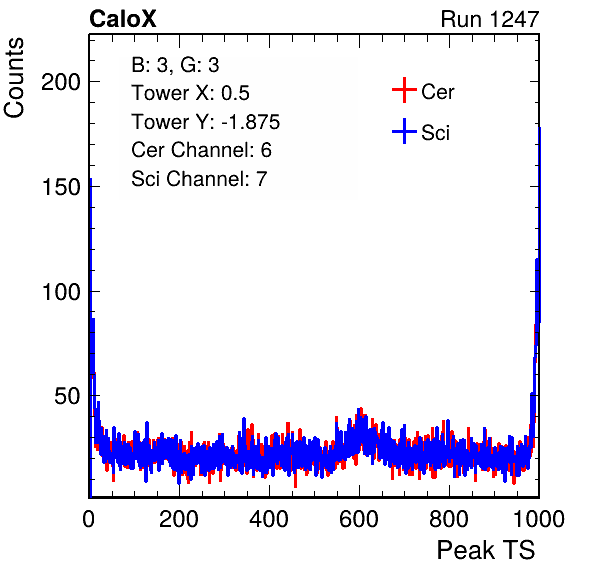 CaloX Run 1247
Counts
B: 3, G: 3
Tower X: 0.5
Tower Y: -1.875
Cer Channel: 6
Sci Channel: 7
Cer
Sci
200
150
100
50
0 200 400 600 800 1000
Peak TS